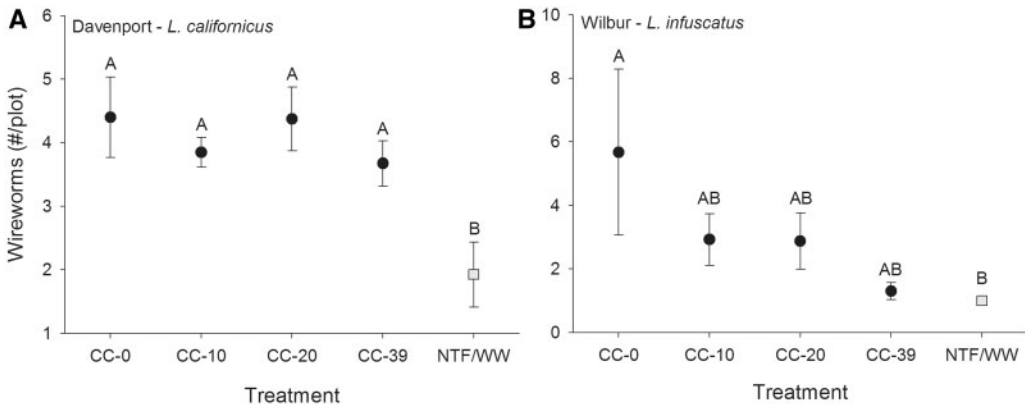 A
Davenport - L. californicus
Wireworms (#/plot)
6
5
4
3
2
1
A
A
A
A
B
CC-0 CC-10 CC-20 CC-39 NTF/WW
Treatment
B
Wilbur - L. infuscatus
10
8
6
4
2
0
A
AB
AB
AB
B
CC-0 CC-10 CC-20 CC-39 NTF/WW
Treatment